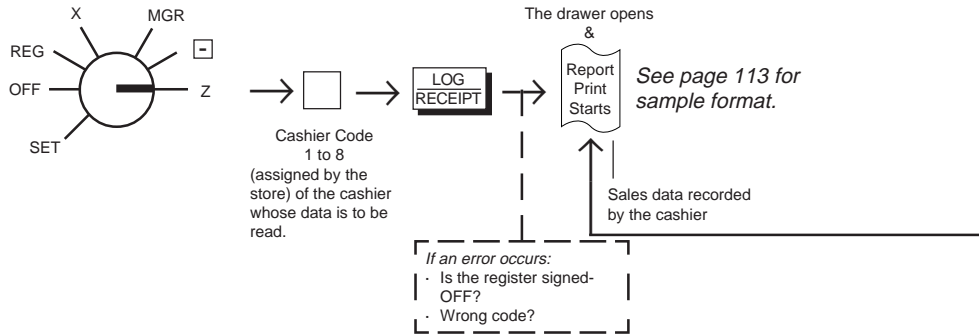 X
MGR
REG
-
OFF
Z
SET
Cashier Code
1 to 8
(assigned by the
store) of the cashier
whose data is to be
read.
LOG
RECEIPT
The drawer opens
&
Report
Print
Starts
See page 113 for
sample format.
Sales data recorded
by the cashier
If an error occurs:
· Is the register signed-
OFF?
· Wrong code?